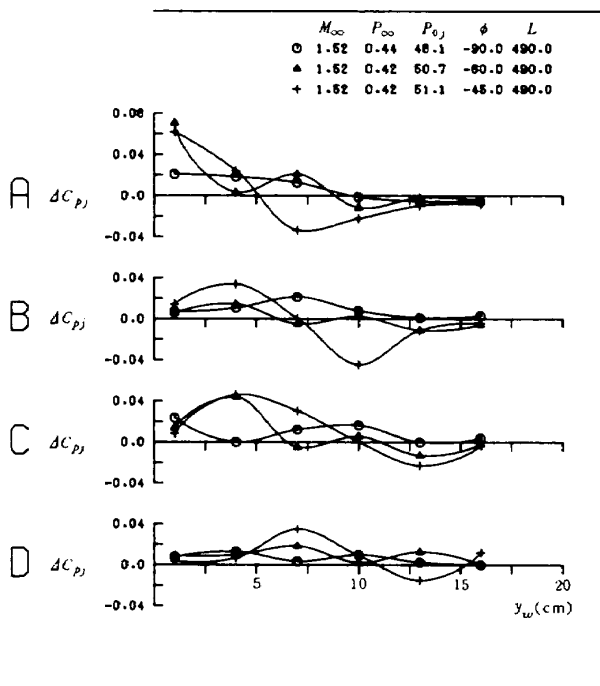 M∞ P∞ P0j ϕ L
1.52 0.44 48.1 -90.0 490.0
1.52 0.42 50.7 -60.0 490.0
1.52 0.42 51.1 -45.0 490.0
0.08
0.04
A ΔCpj 0.0
-0.04
0.04
B ΔCpj 0.0
-0.04
0.04
C ΔCpj 0.0
-0.04
0.04
D ΔCpj 0.0
5 10 15 20
-0.04
yw(cm)